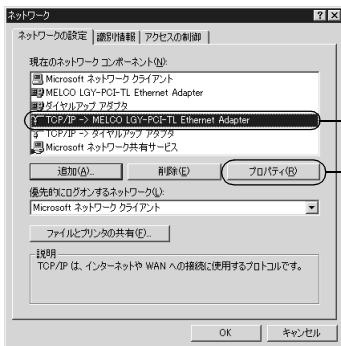 ネットワーク
ネットワークの設定 識別情報 アクセスの制御
現在のネットワーク コンポーネント(N):
Microsoft ネットワーク クライアント
MELCO LGY-PCI-TL Ethernet Adapter
ダイヤルアップ アダプタ
TCP/IP -> MELCO LGY-PCI-TL Ethernet Adapter
TCP/IP -> ダイヤルアップ アダプタ
Microsoft ネットワーク共有サービス
追加(A)... 削除(E) プロパティ(R)
優先的にログオンするネットワーク(L):
Microsoft ネットワーク クライアント
ファイルとプリンタの共有(F)...
説明
TCP/IP は、インターネットや WAN への接続に使用するプロトコルです。
OK キャンセル